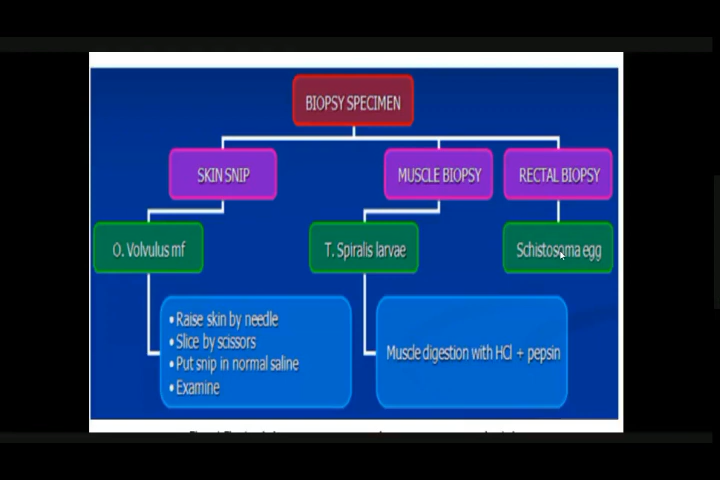 BIOPSY SPECIMEN
SKIN SNIP
MUSCLE BIOPSY
RECTAL BIOPSY
O. Volvulus mf
T. Spiralis larvae
Schistosoma egg
• Raise skin by needle
• Slice by scissors
• Put snip in normal saline
• Examine
Muscle digestion with HCl + pepsin